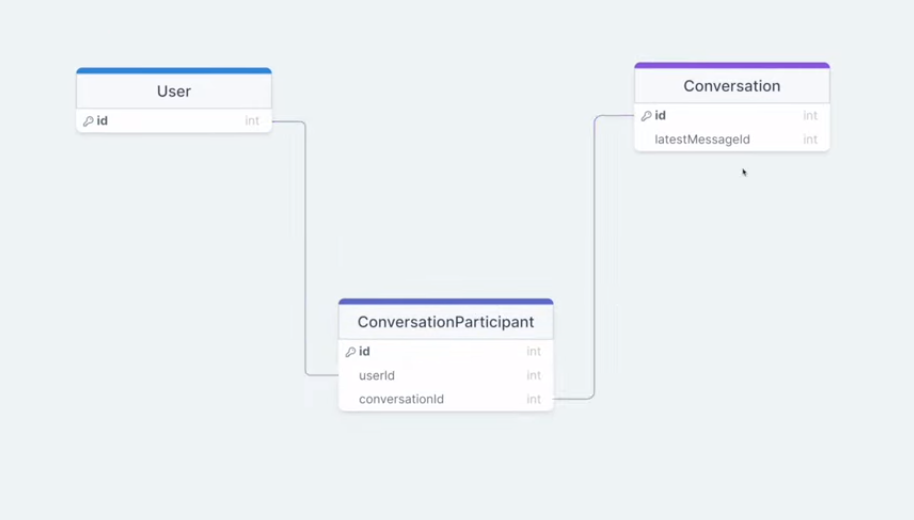 User
id int
Conversation
id int
latestMessageId int
ConversationParticipant
id int
userId int
conversationId int